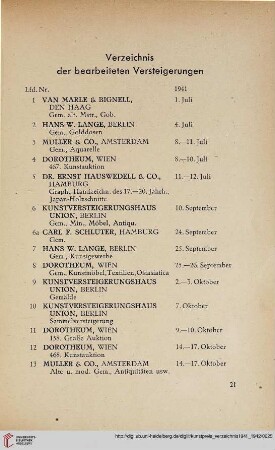 Verzeichnis
der bearbeiteten Versteigerungen
Lfd. Nr. 1941
1 VAN MARLE & BIGNELL, 1. Juli
DEN HAAG
Gem. alt. Mstr., Gob.
2 HANS W. LANGE, BERLIN 4. Juli
Gem., Golddosen
3 MULLER & CO., AMSTERDAM 8.—11. Juli
Gem., Aquarelle
4 DOROTHEUM, WIEN 8.—10. Juli
467. Kunstauktion
5 DR. ERNST HAUSWEDELL & CO., 11.—12. Juli
HAMBURG
Graph., Handzeichn. des 17.—20. Jahrh.,
Japan-Holzschnitte
6 KUNSTVERSTEIGERUNGSHAUS 10. September
UNION, BERLIN
Gem., Min., Möbel, Antiqu.
6a CARL F. SCHLÜTER, HAMBURG 24. September
Gem.
7 HANS W. LANGE, BERLIN 25. September
Gem., Kunstgewerbe
8 DOROTHEUM, WIEN 25.—26. September
Gem., Kunstmöbel, Textilien, Ostasiatica
9 KUNSTVERSTEIGERUNGSHAUS 2.—3. Oktober
UNION, BERLIN
Gemälde
10 KUNSTVERSTEIGERUNGSHAUS 7. Oktober
UNION, BERLIN
Sammelversteigerung
11 DOROTHEUM, WIEN 9.—10. Oktober
158. Große Auktion
12 DOROTHEUM, WIEN 14.—17. Oktober
468. Kunstauktion
13 MULLER & CO., AMSTERDAM 14.—17. Oktober
Alte u. mod. Gem., Antiquitäten usw.
21